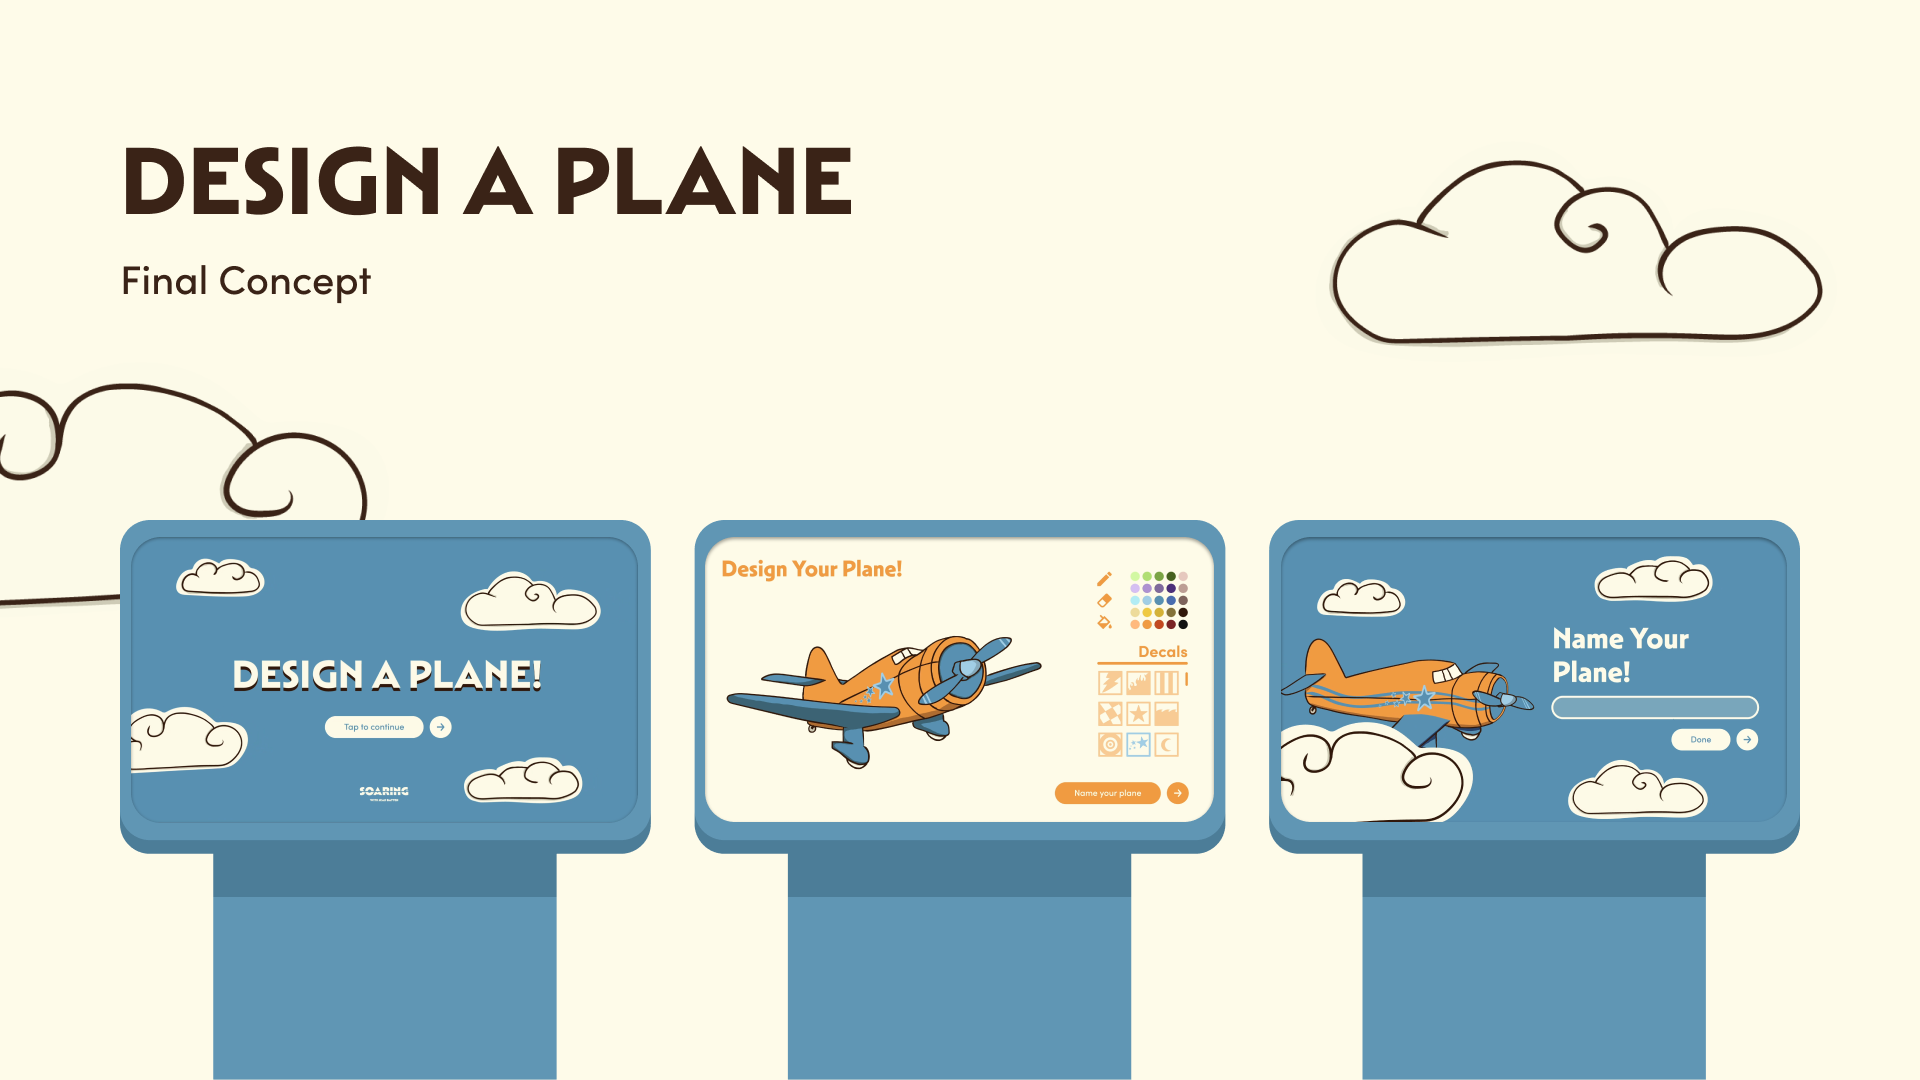 DESIGN A PLANE
Final Concept
DESIGN A PLANE!
Tap to continue
SOARING
Design Your Plane!
Decals
Name your plane
Name Your
Plane!
Done